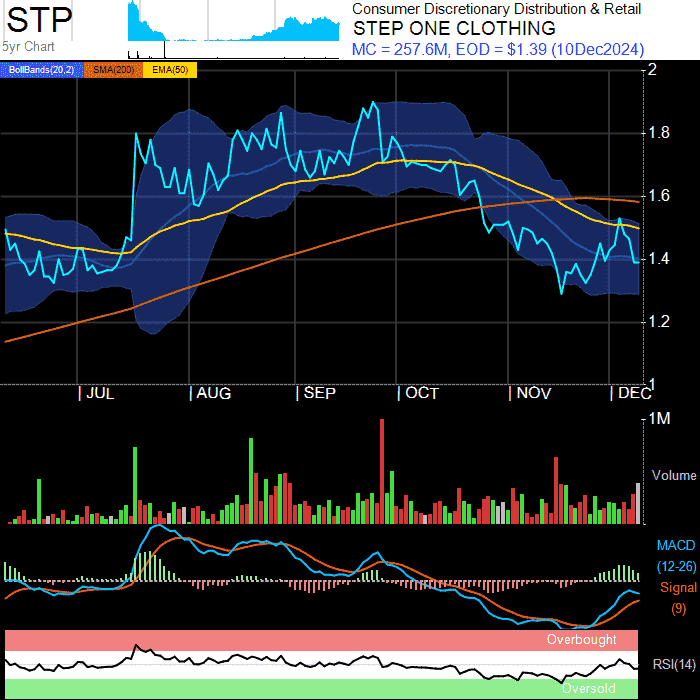 STP
5yr Chart
Consumer Discretionary Distribution & Retail
STEP ONE CLOTHING
MC = 257.6M, EOD = $1.39 (10Dec2024)
BollBands(20,2) SMA(200) EMA(50)
2
1.8
1.6
1.4
1.2
1
| JUL | AUG | SEP | OCT | NOV | DEC
1M
Volume
MACD
(12-26)
Signal
(9)
Overbought
RSI(14)
Oversold